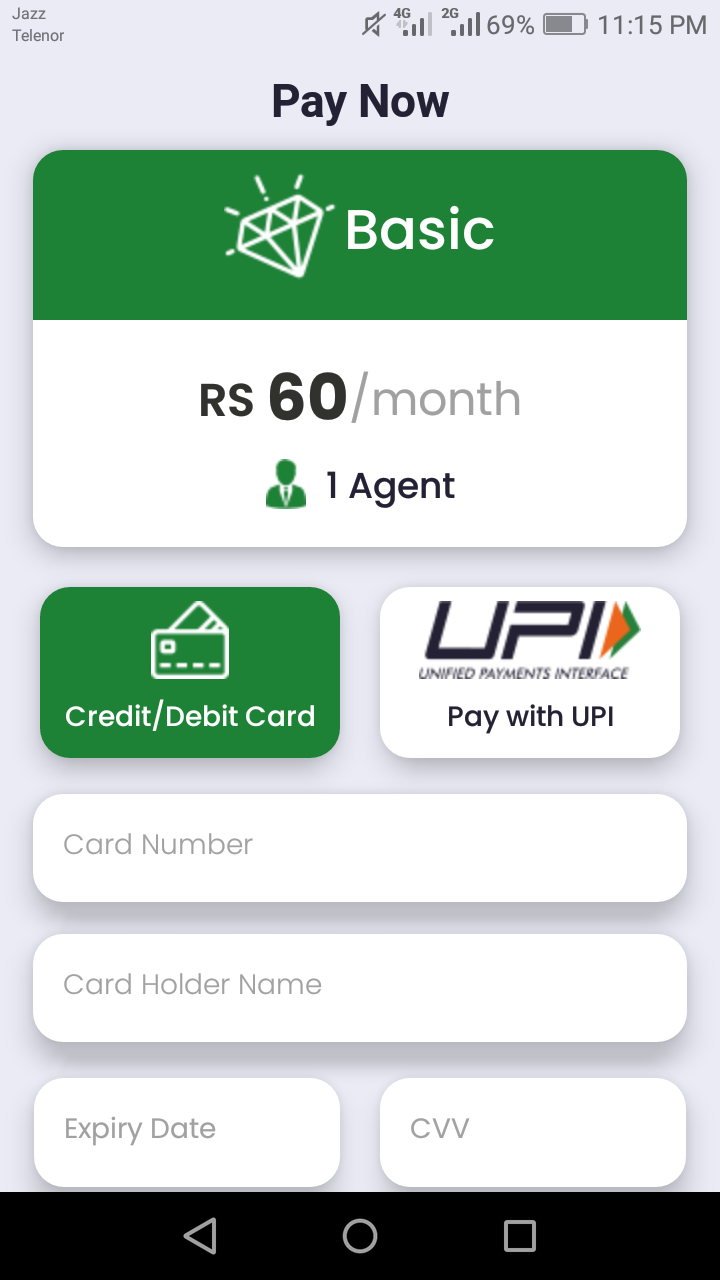 Jazz
Telenor
4G 2G 69% 11:15 PM
Pay Now
Basic
RS 60/month
1 Agent
UPI
UNIFIED PAYMENTS INTERFACE
Credit/Debit Card
Pay with UPI
Card Number
Card Holder Name
Expiry Date
CVV